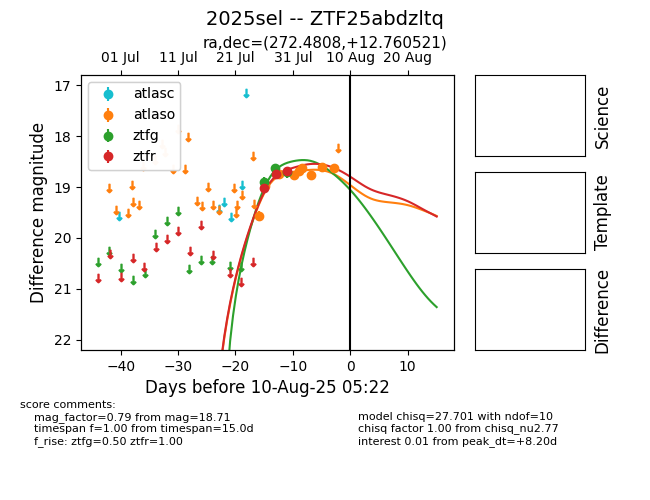 2025sel -- ZTF25abdzltq
ra,dec=(272.4808,+12.760521)
01 Jul 11 Jul 21 Jul 31 Jul 10 Aug 20 Aug
atlasc
atlaso
ztfg
ztfr
17
18
19
20
21
22
Difference magnitude
−40 −30 −20 −10 0 10
Days before 10-Aug-25 05:22
Science
Template
Difference
score comments:
mag_factor=0.79 from mag=18.71
timespan f=1.00 from timespan=15.0d
f_rise: ztfg=0.50 ztfr=1.00
model chisq=27.701 with ndof=10
chisq factor 1.00 from chisq_nu2.77
interest 0.01 from peak_dt=+8.20d